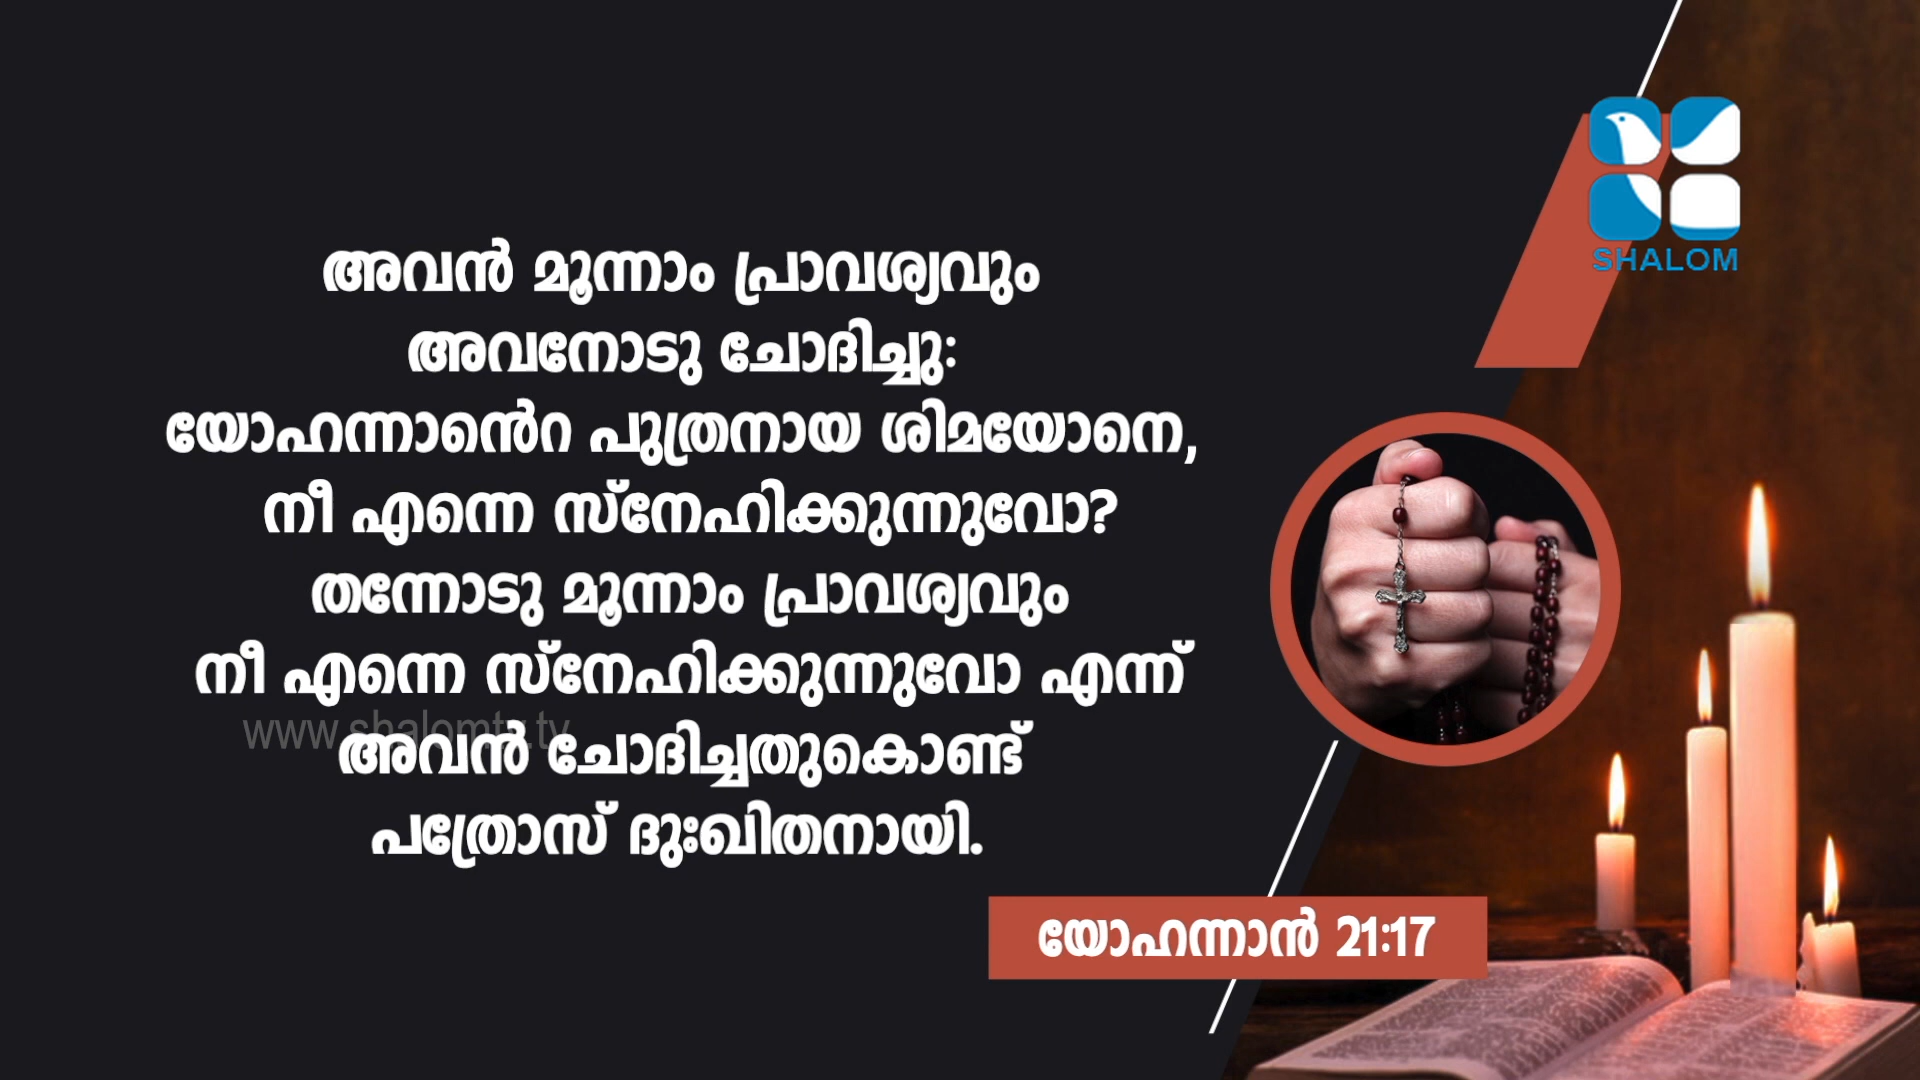 SHALOM
അവൻ മൂന്നാം പ്രാവശ്യവും
അവനോടു ചോദിച്ചു:
യോഹന്നാന്റെ പുത്രനായ ശിമയോനെ,
നീ എന്നെ സ്നേഹിക്കുന്നുവോ?
തന്നോടു മൂന്നാം പ്രാവശ്യവും
നീ എന്നെ സ്നേഹിക്കുന്നുവോ എന്ന്
www.shalomtv.tv
അവൻ ചോദിച്ചതുകൊണ്ട്
പത്രോസ് ദുഃഖിതനായി.
യോഹന്നാൻ 21:17